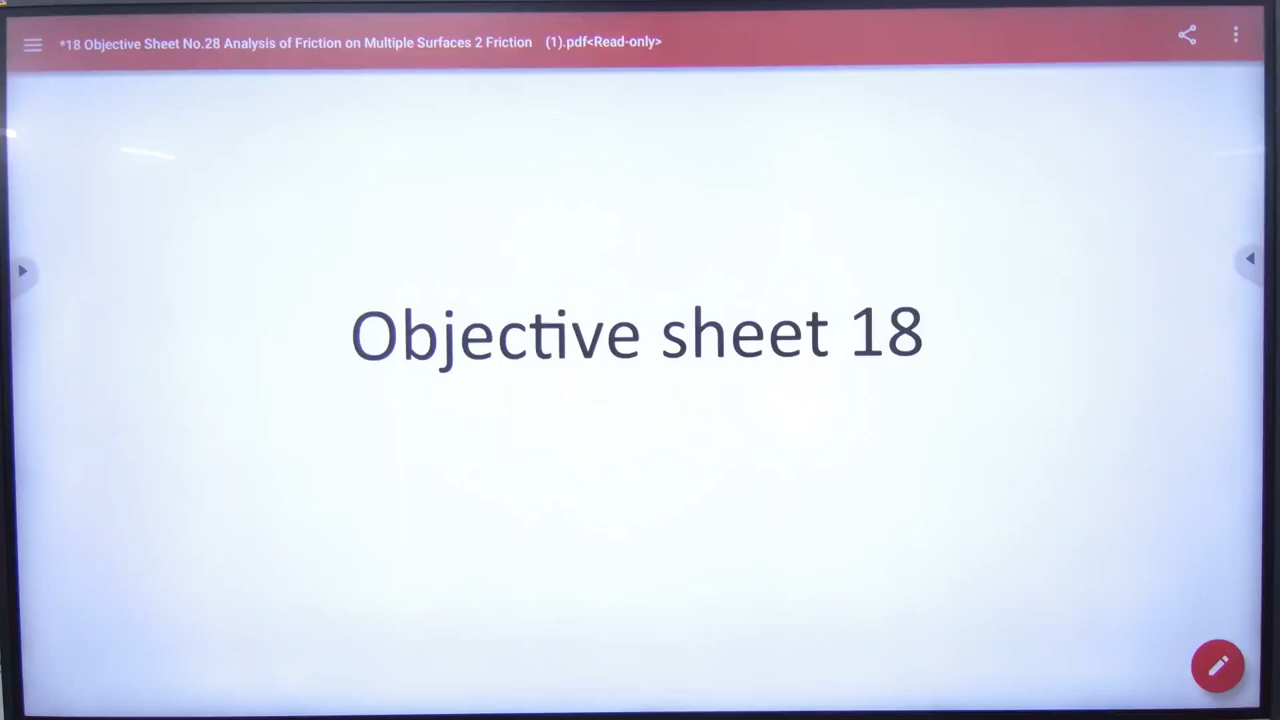 *18 Objective Sheet No.28 Analysis of Friction on Multiple Surfaces 2 Friction (1).pdf<Read-only>
Objective sheet 18